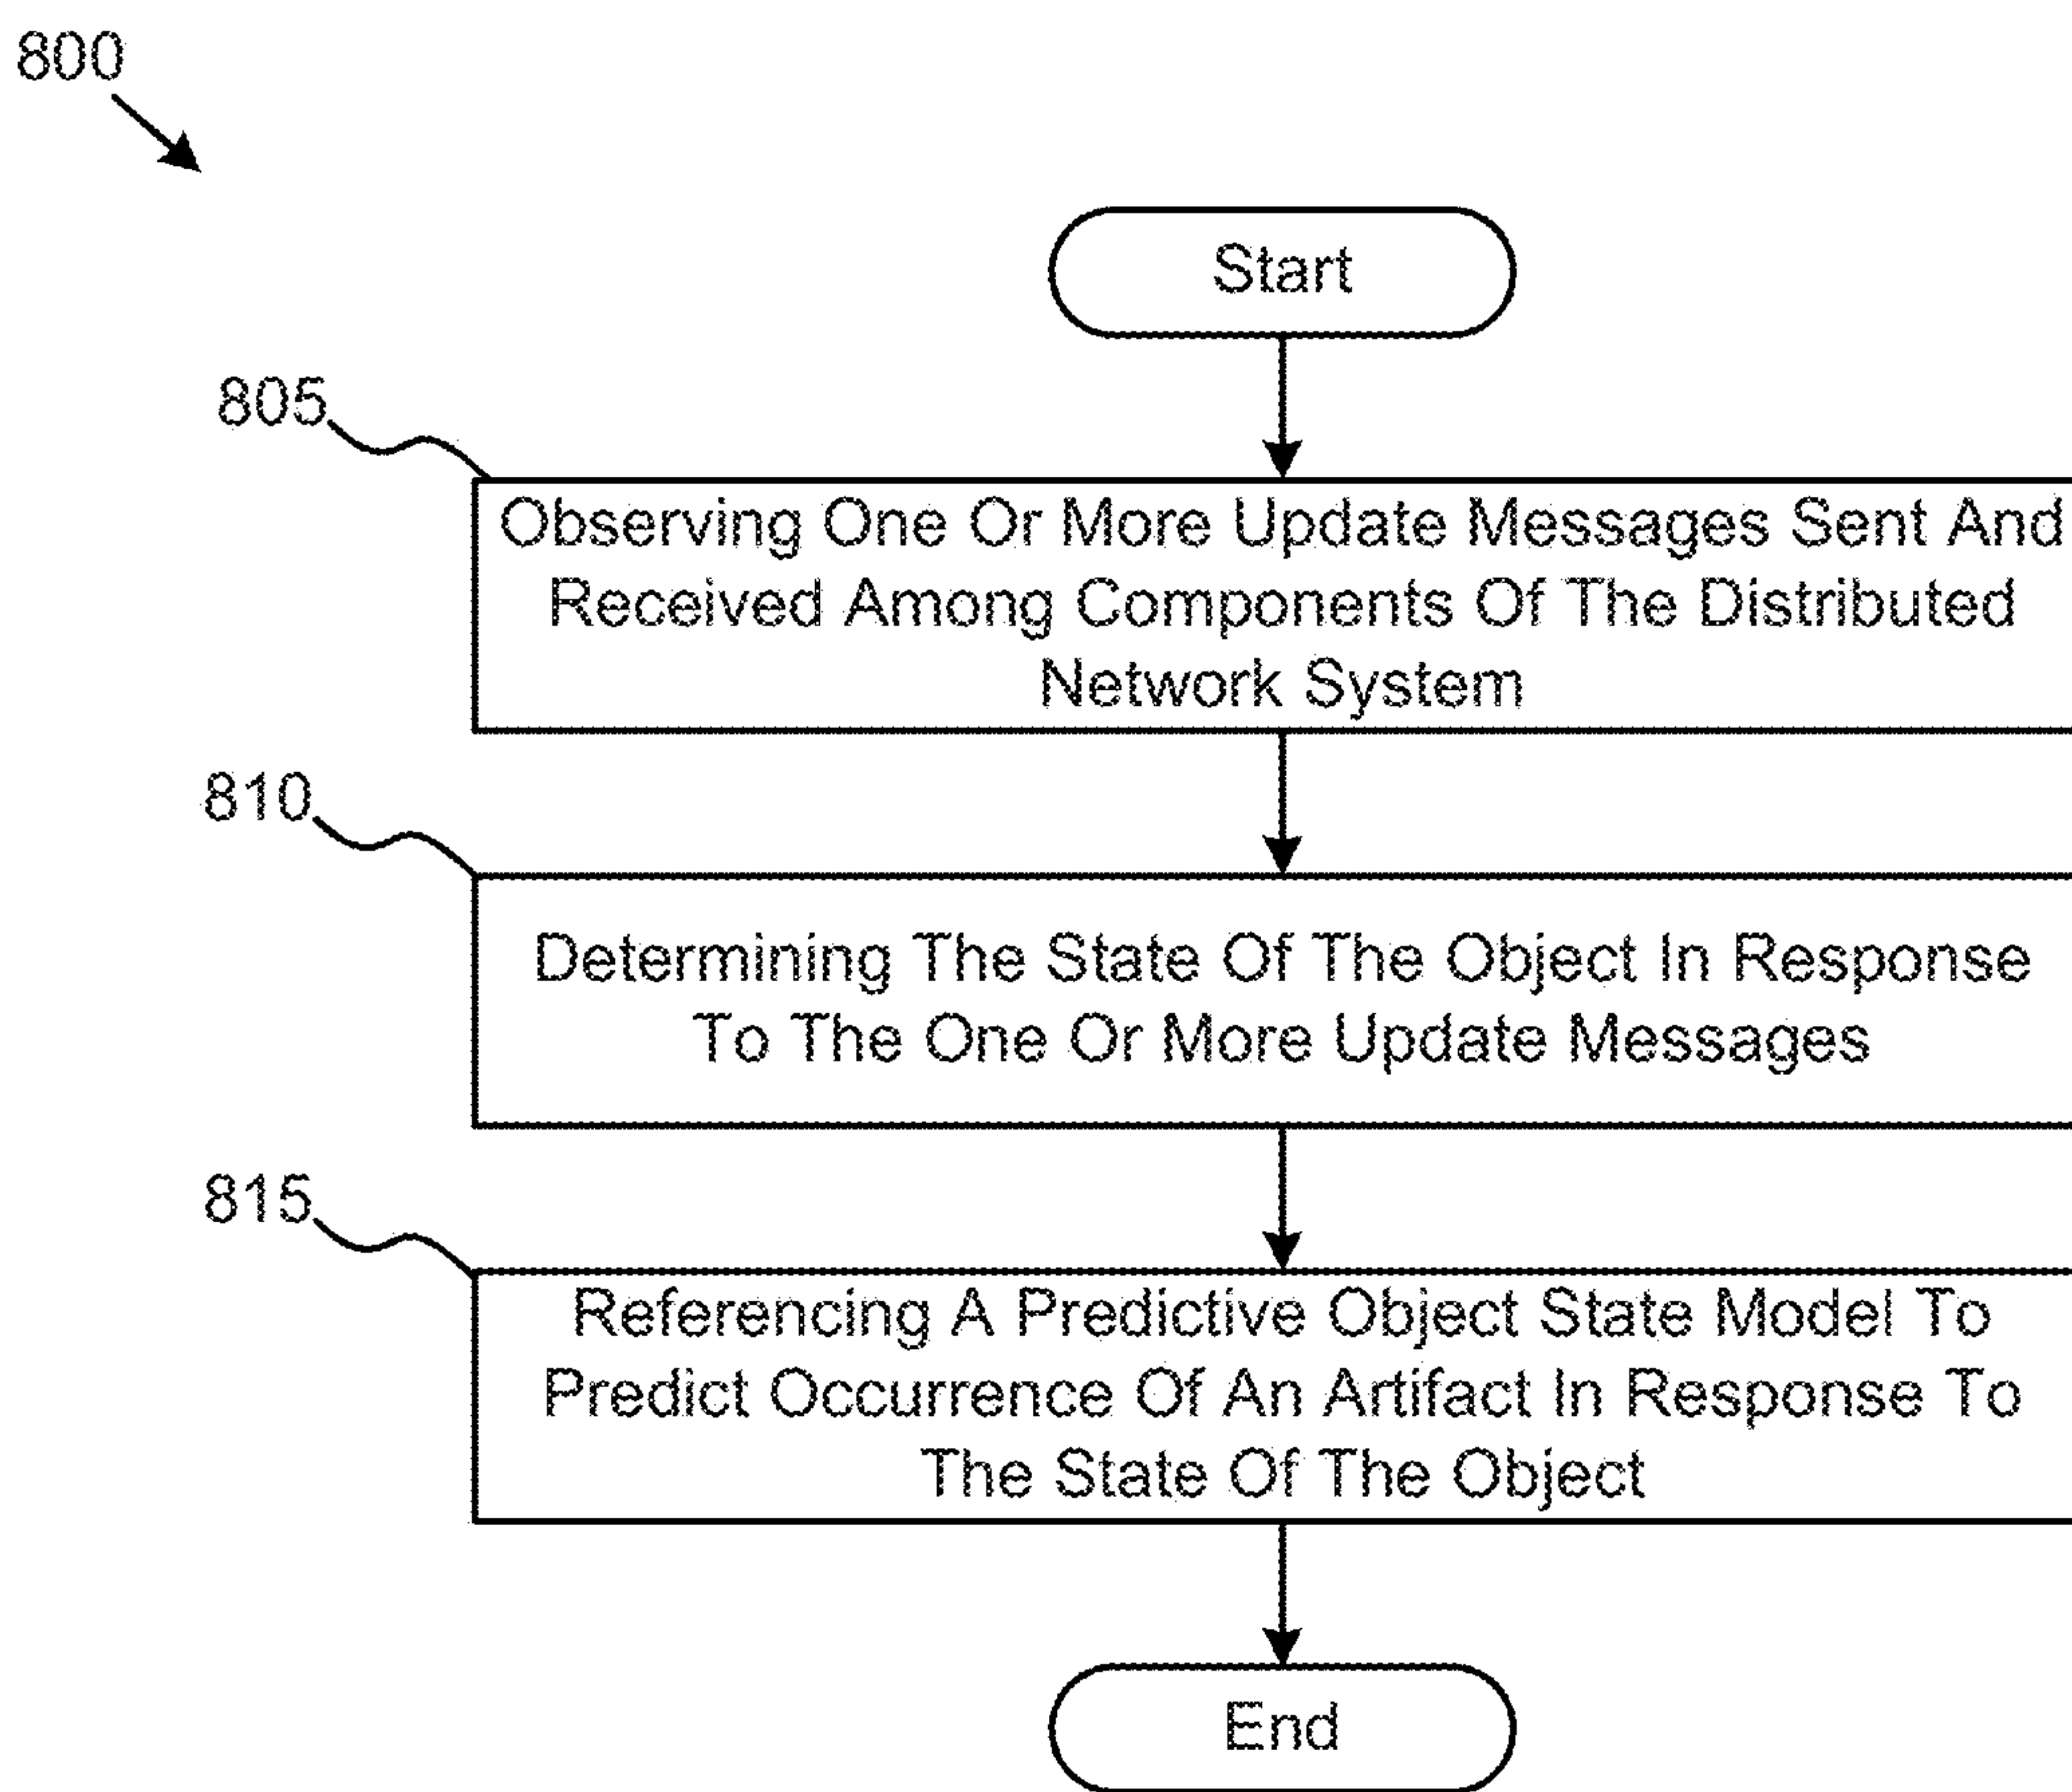 800
Start
805
Observing One Or More Update Messages Sent And
Received Among Components Of The Distributed
Network System
810
Determining The State Of The Object In Response
To The One Or More Update Messages
815
Referencing A Predictive Object State Model To
Predict Occurrence Of An Artifact In Response To
The State Of The Object
End